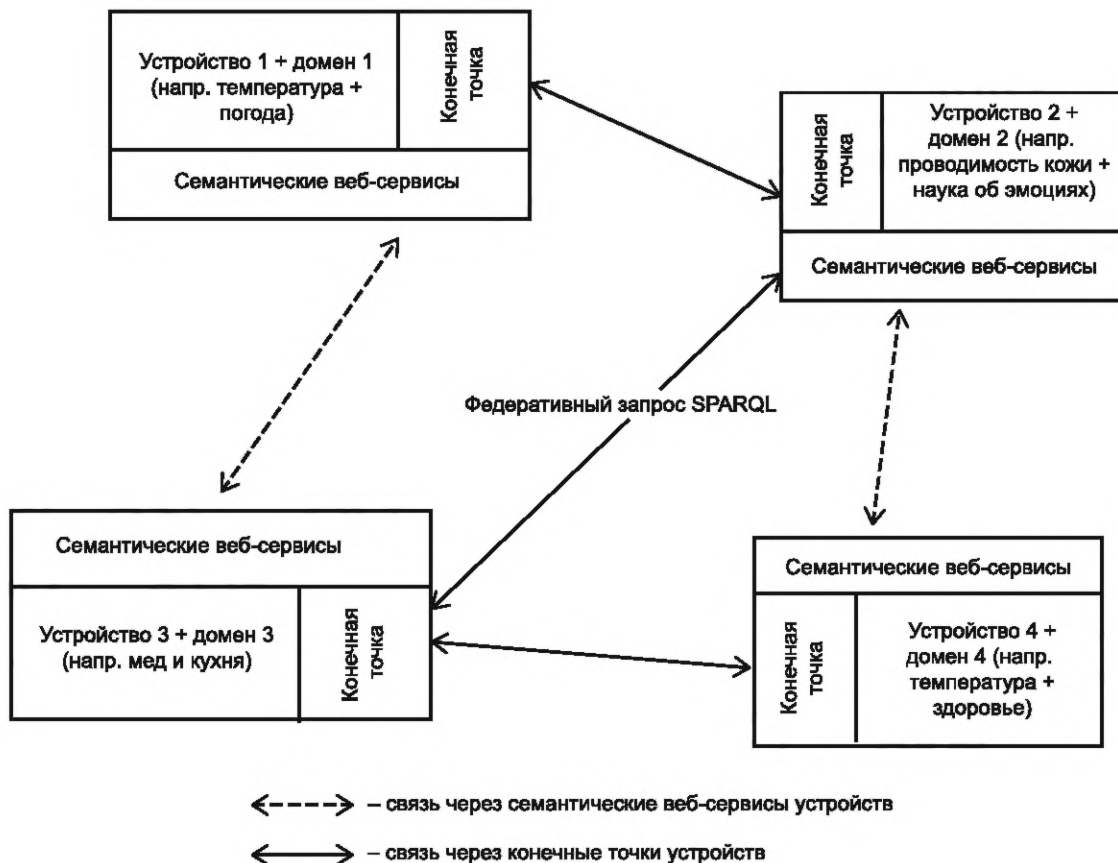 Устройство 1 + домен 1
(напр. температура +
погода)
Конечная
точка
Семантические веб-сервисы
Конечная
точка
Устройство 2 +
домен 2 (напр.
проводимость кожи +
наука об эмоциях)
Семантические веб-сервисы
Федеративный запрос SPARQL
Семантические веб-сервисы
Устройство 3 + домен 3
(напр. мед и кухня)
Конечная
точка
Семантические веб-сервисы
Конечная
точка
Устройство 4 +
домен 4 (напр.
температура +
здоровье)
– связь через семантические веб-сервисы устройств
– связь через конечные точки устройств